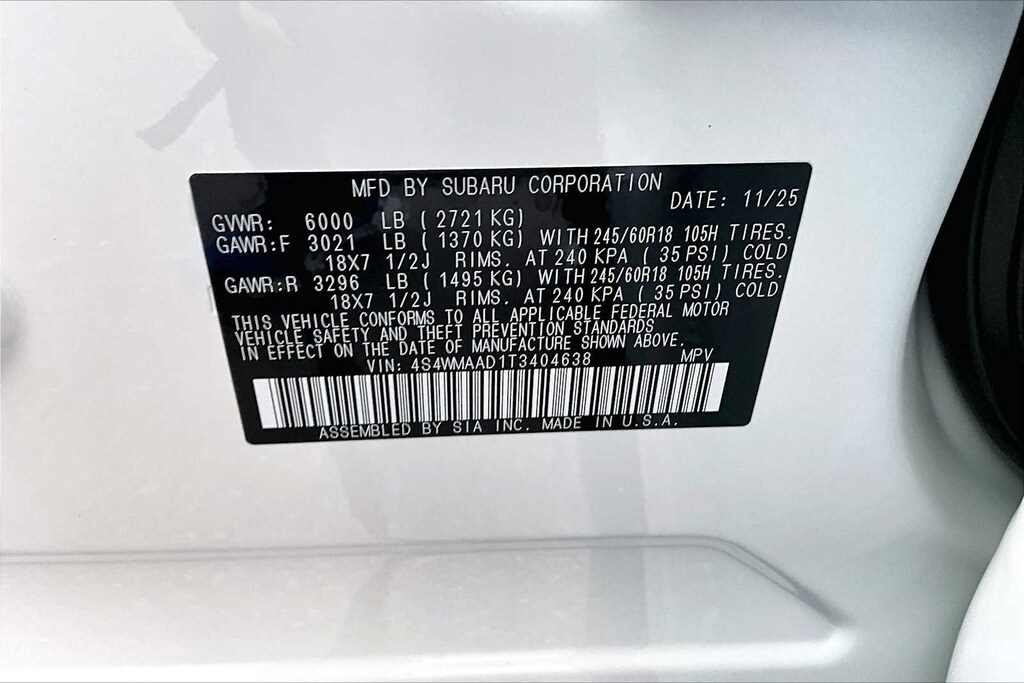 MFD BY SUBARU CORPORATION
DATE: 11/25
GVWR: 6000 LB ( 2721 KG)
GAWR:F 3021 LB ( 1370 KG) WITH 245/60R18 105H TIRES.
18X7 1/2J RIMS. AT 240 KPA ( 35 PSI) COLD
GAWR:R 3296 LB ( 1495 KG) WITH 245/60R18 105H TIRES.
18X7 1/2J RIMS. AT 240 KPA ( 35 PSI) COLD
THIS VEHICLE CONFORMS TO ALL APPLICABLE FEDERAL MOTOR
VEHICLE SAFETY AND THEFT PREVENTION STANDARDS
IN EFFECT ON THE DATE OF MANUFACTURE SHOWN ABOVE.
VIN: 4S4WMAAD1T3404638 MPV
ASSEMBLED BY SIA INC. MADE IN U.S.A.